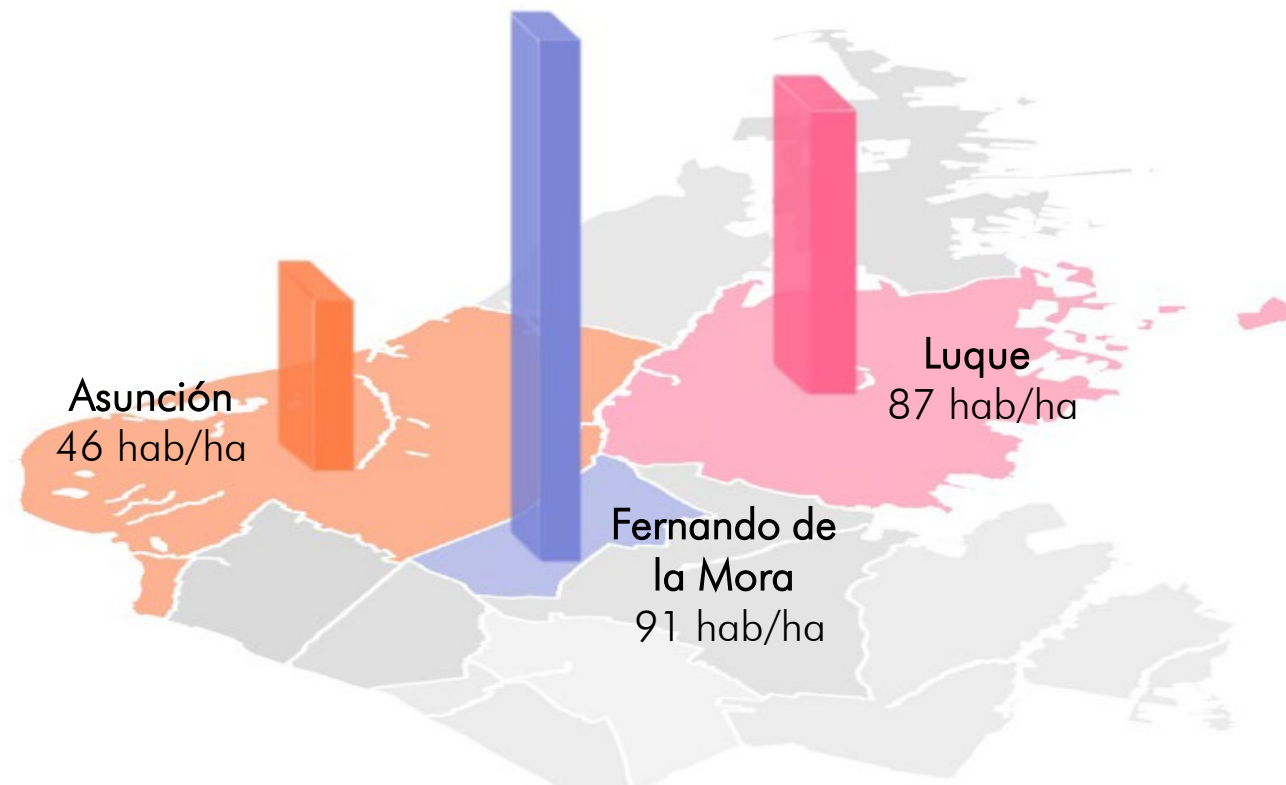 Asunción
46 hab/ha
Luque
87 hab/ha
Fernando de
la Mora
91 hab/ha